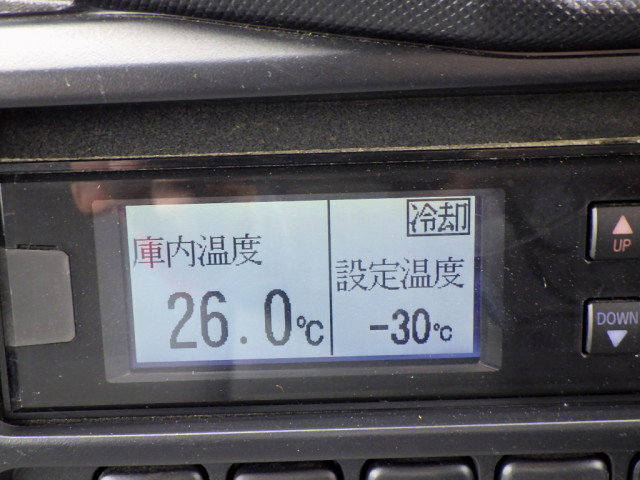 冷却
庫内温度
設定温度
26.0℃
-30℃
UP
DOWN